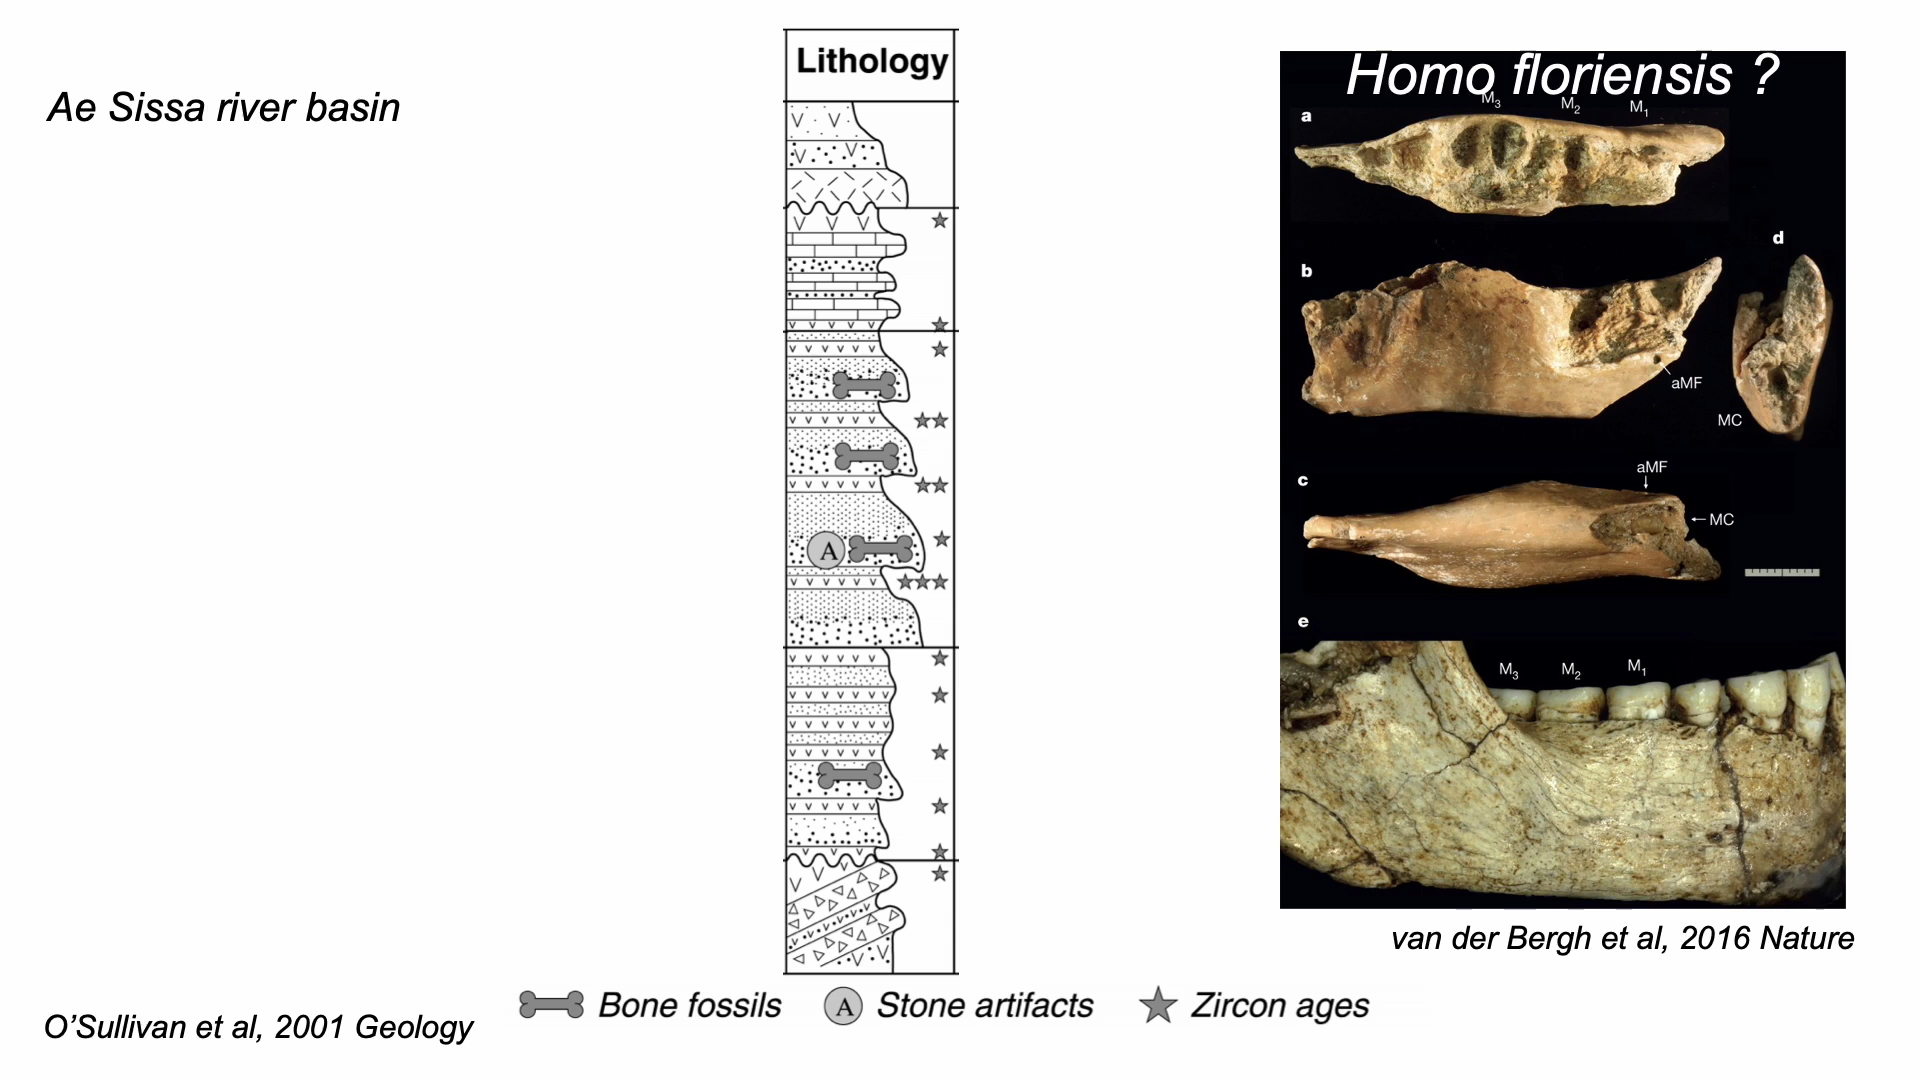 Ae Sissa river basin
Lithology
A
Bone fossils
A
Stone artifacts
Zircon ages
O'Sullivan et al, 2001 Geology
Homo floriensis ?
a
M3
M2
M1
b
aMF
d
MC
c
aMF
MC
e
M3
M2
M1
van der Bergh et al, 2016 Nature